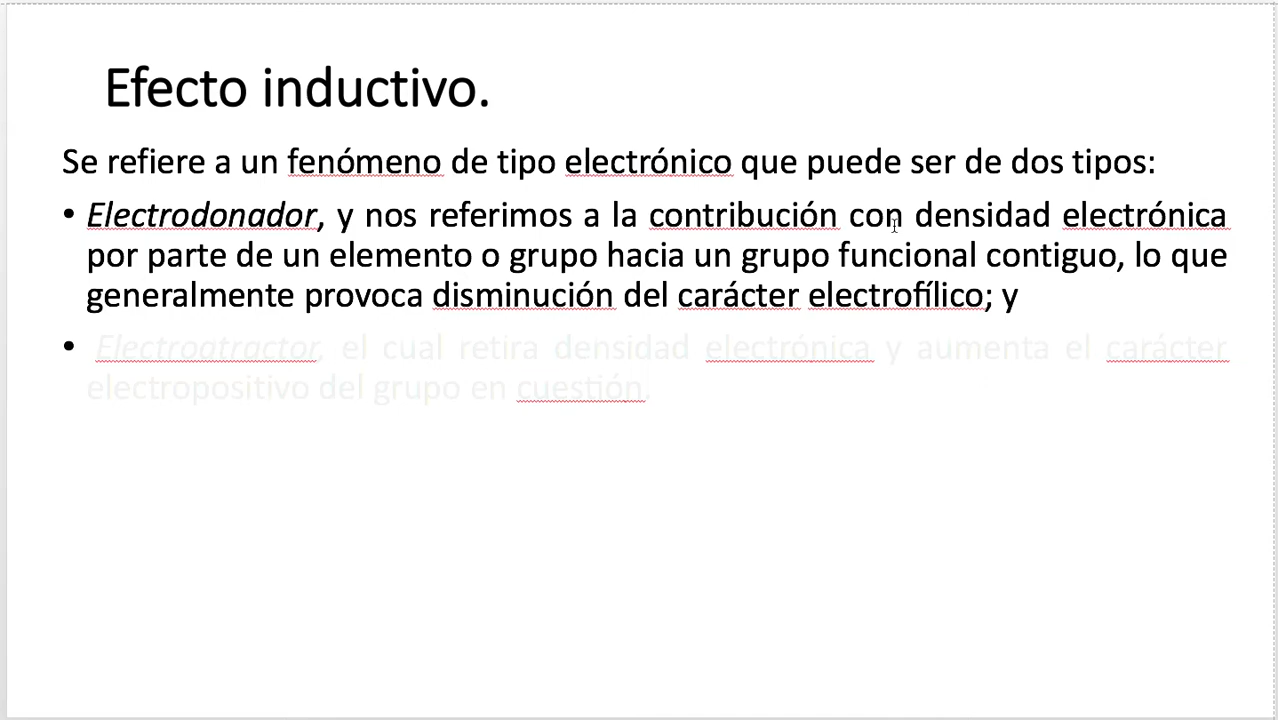 Efecto inductivo.
Se refiere a un fenómeno de tipo electrónico que puede ser de dos tipos:
• Electrodonador, y nos referimos a la contribución con densidad electrónica
por parte de un elemento o grupo hacia un grupo funcional contiguo, lo que
generalmente provoca disminución del carácter electrofílico; y
• Electroatractor, el cual retira densidad electrónica y aumenta el carácter
electropositivo del grupo en cuestión.